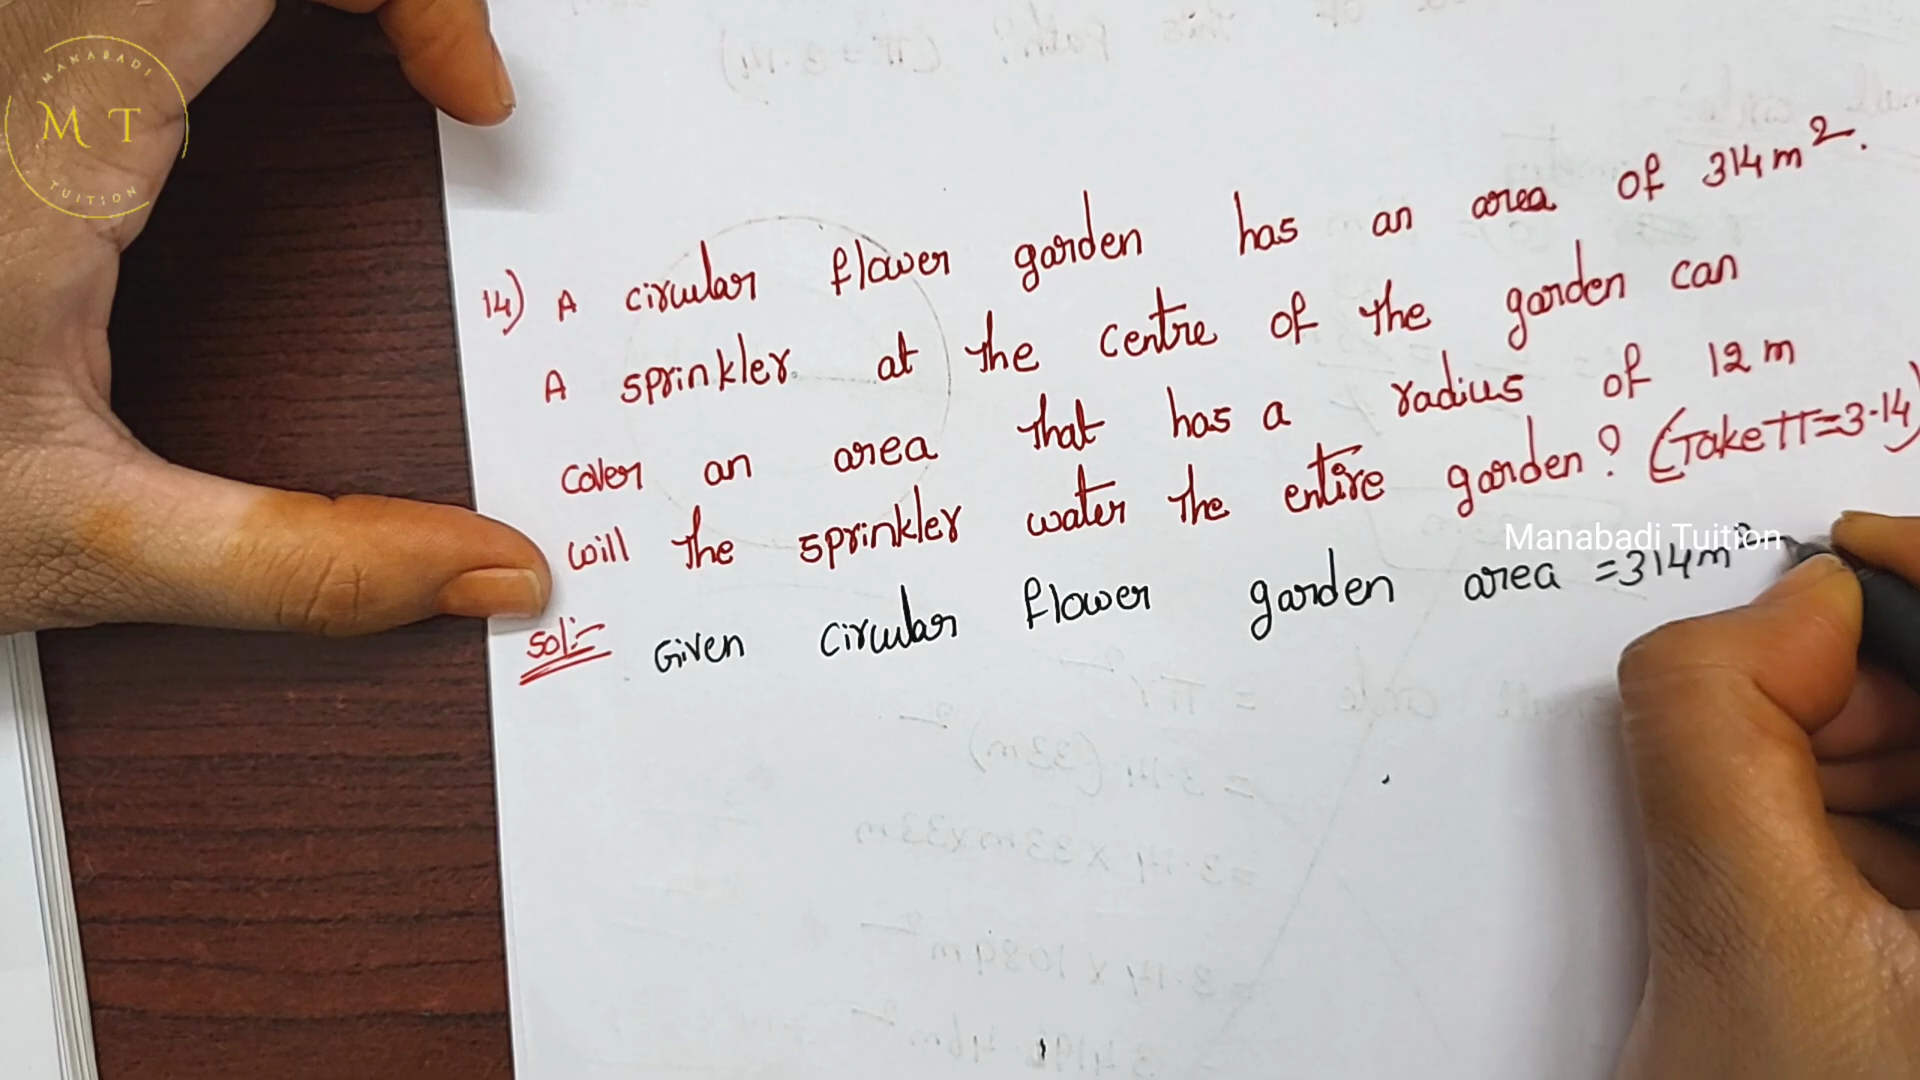 MANABADI
MT
TUITION
14) A circular flower garden has an area of 314m².
A sprinkler at the centre of the garden can
cover an area that has a radius of 12m
will the sprinkler water the entire garden? (Take π=3.14)
Manabadi Tuition
Sol:- Given circular flower garden area =314m²